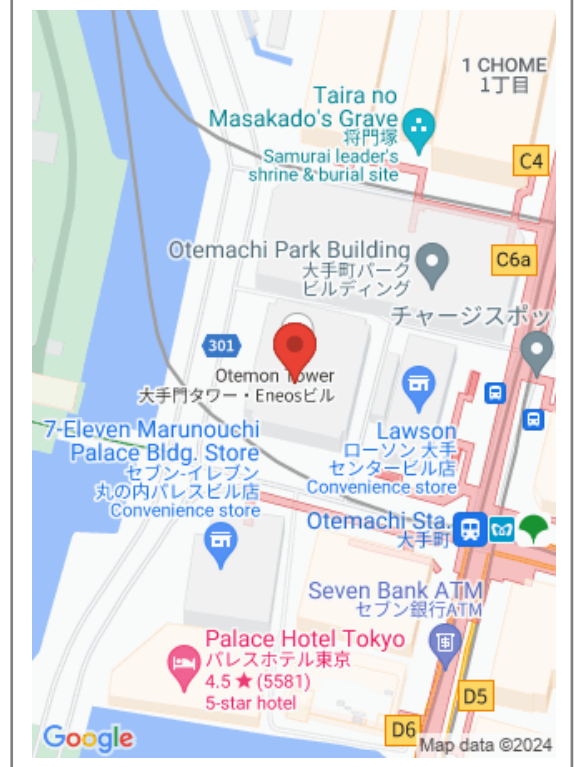 1 CHOME
1丁目
Taira no
Masakado's Grave
将門塚
Samurai leader's
shrine & burial site
C4
Otemachi Park Building
大手町パーク
ビルディング
C6a
チャージスポッ
301
Otemon Tower
大手門タワー・Eneosビル
7-Eleven Marunouchi
Palace Bldg. Store
セブン-イレブン
丸の内パレスビル店
Convenience store
Lawson
ローソン 大手
センタービル店
Convenience store
Otemachi Sta.
大手町
Seven Bank ATM
セブン銀行ATM
Palace Hotel Tokyo
パレスホテル東京
4.5 ★ (5581)
5-star hotel
D5
D6
Google
Map data ©2024